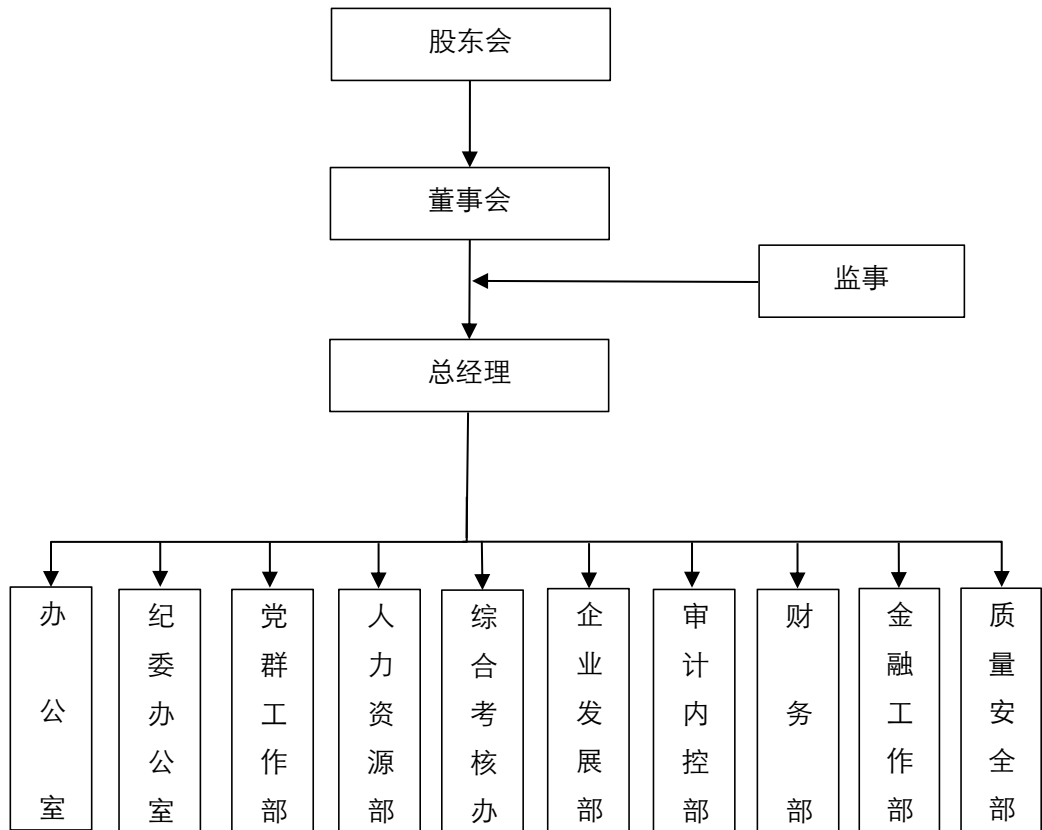 股东会
董事会
监事
总经理
办公室
纪委办公室
党群工作部
人力资源部
综合考核办
企业发展部
审计内控部
财务部
金融工作部
质量安全部